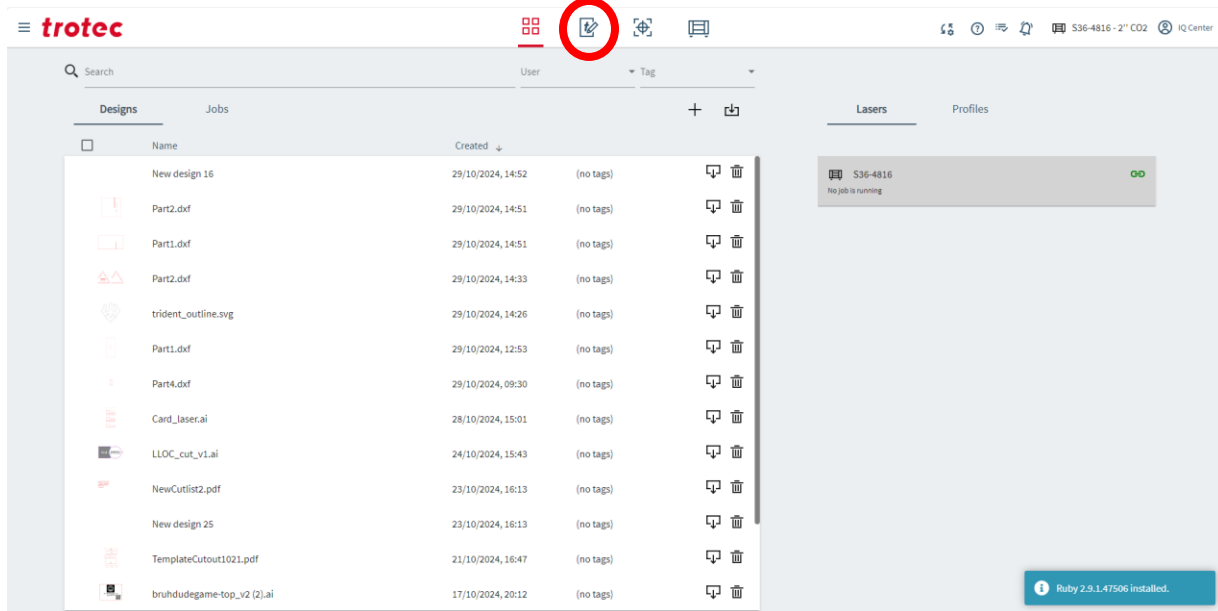 trotec
S36-4816 - 2'' CO2
IQ Center
Search
User
Tag
Designs
Jobs
Lasers
Profiles
Name
Created
New design 16 29/10/2024, 14:52 (no tags)
S36-4816
No job is running
Part2.dxf 29/10/2024, 14:51 (no tags)
Part1.dxf 29/10/2024, 14:51 (no tags)
Part2.dxf 29/10/2024, 14:33 (no tags)
trident_outline.svg 29/10/2024, 14:26 (no tags)
Part1.dxf 29/10/2024, 12:53 (no tags)
Part4.dxf 29/10/2024, 09:30 (no tags)
Card_laser.ai 28/10/2024, 15:01 (no tags)
LLOC_cut_v1.ai 24/10/2024, 15:43 (no tags)
NewCutlist2.pdf 23/10/2024, 16:13 (no tags)
New design 25 23/10/2024, 16:13 (no tags)
TemplateCutout1021.pdf 21/10/2024, 16:47 (no tags)
bruhdudegame-top_v2 (2).ai 17/10/2024, 20:12 (no tags)
Ruby 2.9.1.47506 installed.